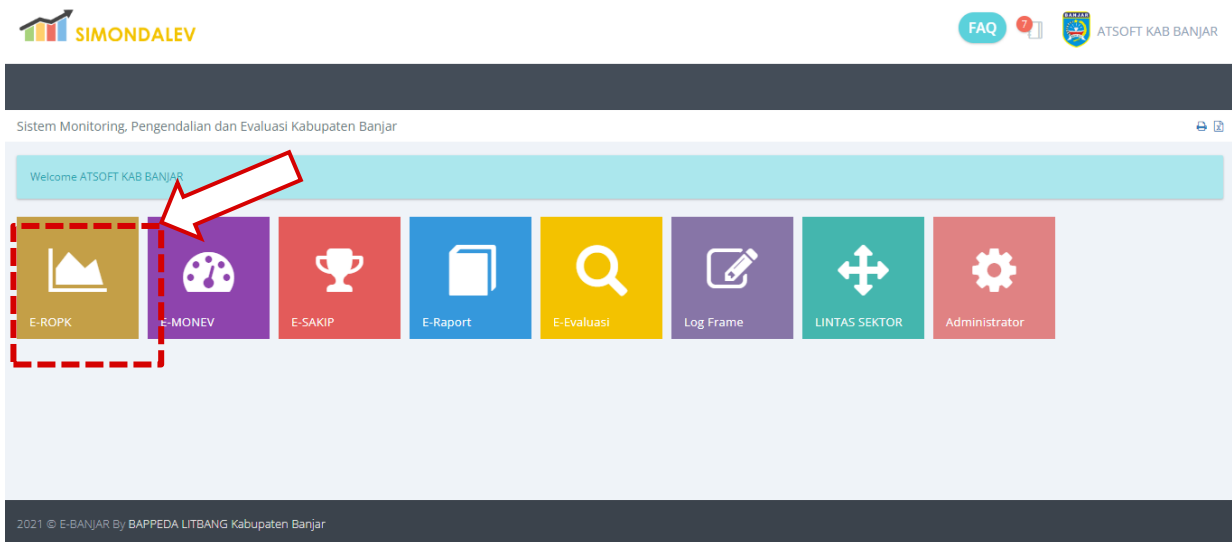 SIMONDALEV
FAQ
7
BANJAR
ATSOFT KAB BANJAR
Sistem Monitoring, Pengendalian dan Evaluasi Kabupaten Banjar
Welcome ATSOFT KAB BANJAR
E-ROPK
E-MONEV
E-SAKIP
E-Raport
E-Evaluasi
Log Frame
LINTAS SEKTOR
Administrator
2021 © E-BANJAR By BAPPEDA LITBANG Kabupaten Banjar